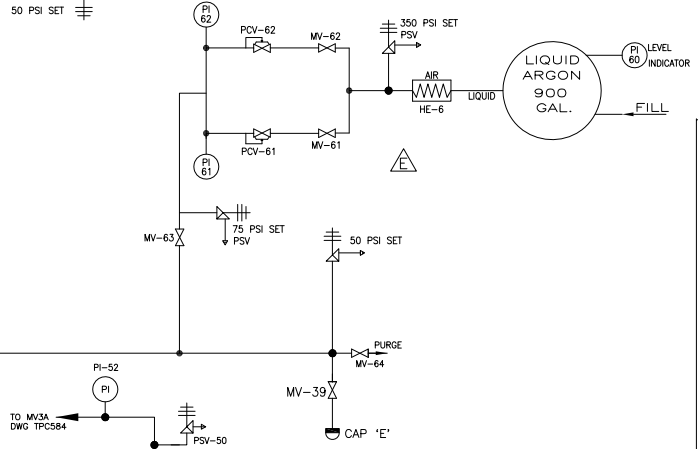 50 PSI SET
PI
62
PCV-62
MV-62
350 PSI SET
PSV
LIQUID
ARGON
900
GAL.
PI
60
LEVEL
INDICATOR
AIR
HE-6
LIQUID
FILL
PI
61
PCV-61
MV-61
E
75 PSI SET
PSV
MV-63
50 PSI SET
PURGE
MV-64
PI-52
PI
MV-39
TO MV3A
DWG TPC584
PSV-50
CAP 'E'